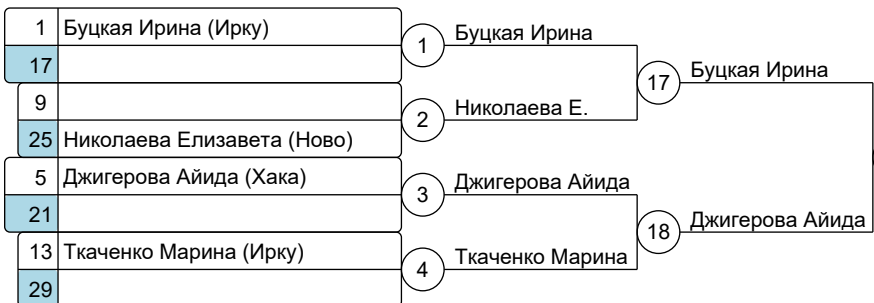 1 Буцкая Ирина (Ирку)
17
9
25 Николаева Елизавета (Ново)
5 Джигерова Айида (Хака)
21
13 Ткаченко Марина (Ирку)
29
1 Буцкая Ирина
2 Николаева Е.
3 Джигерова Айида
4 Ткаченко Марина
17 Буцкая Ирина
18 Джигерова Айида